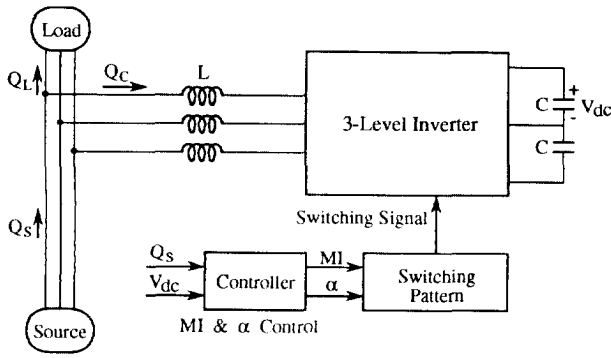 Load
Q_L
Q_C
L
3-Level Inverter
C
+
V_dc
-
C
Switching Signal
Q_S
Q_S
V_dc
Controller
MI
α
Switching
Pattern
MI & α Control
Source